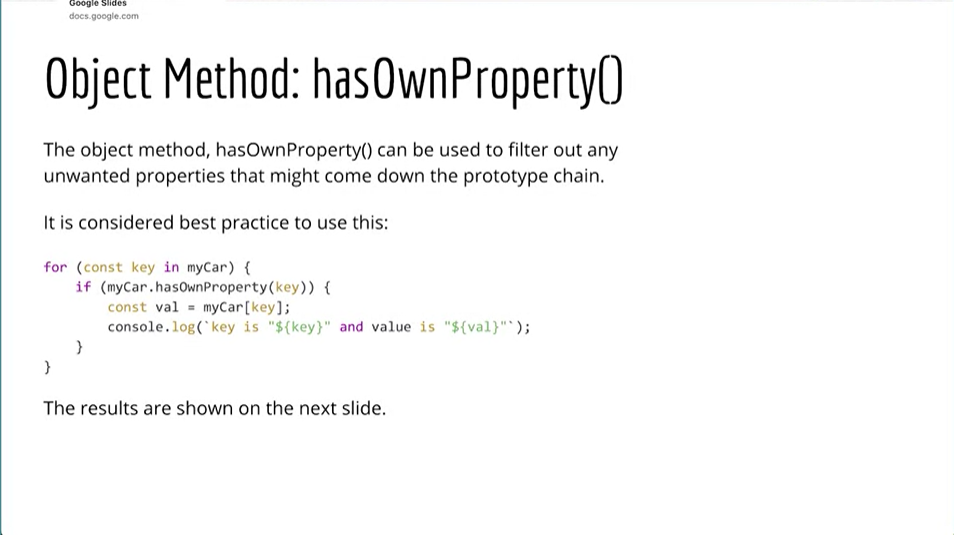 Google Slides
docs.google.com
Object Method: hasOwnProperty()
The object method, hasOwnProperty() can be used to filter out any
unwanted properties that might come down the prototype chain.
It is considered best practice to use this:
for (const key in myCar) {
    if (myCar.hasOwnProperty(key)) {
        const val = myCar[key];
        console.log(`key is "${key}" and value is "${val}"`);
    }
}
The results are shown on the next slide.